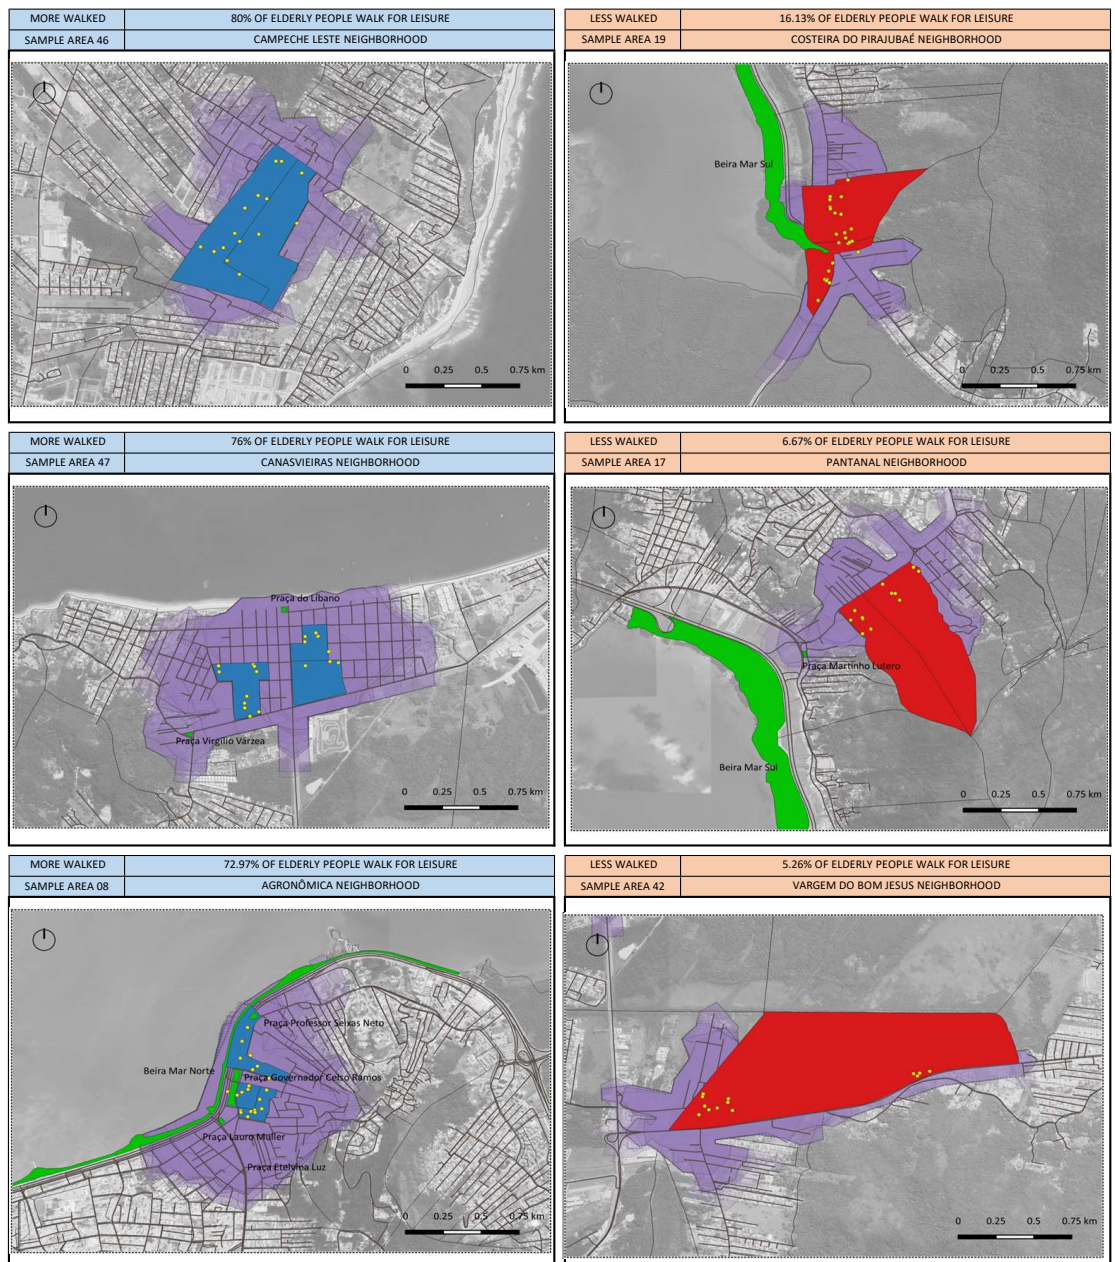 MORE WALKED 80% OF ELDERLY PEOPLE WALK FOR LEISURE
SAMPLE AREA 46 CAMPECHE LESTE NEIGHBORHOOD
0 0.25 0.5 0.75 km
LESS WALKED 16.13% OF ELDERLY PEOPLE WALK FOR LEISURE
SAMPLE AREA 19 COSTEIRA DO PIRAJUBAÉ NEIGHBORHOOD
Beira Mar Sul
0 0.25 0.5 0.75 km
MORE WALKED 76% OF ELDERLY PEOPLE WALK FOR LEISURE
SAMPLE AREA 47 CANASVIEIRAS NEIGHBORHOOD
Praça do Líbano
Praça Virgílio Várzea
0 0.25 0.5 0.75 km
LESS WALKED 6.67% OF ELDERLY PEOPLE WALK FOR LEISURE
SAMPLE AREA 17 PANTANAL NEIGHBORHOOD
Praça Martinho Lutero
Beira Mar Sul
0 0.25 0.5 0.75 km
MORE WALKED 72.97% OF ELDERLY PEOPLE WALK FOR LEISURE
SAMPLE AREA 08 AGRONÔMICA NEIGHBORHOOD
Praça Professor Seixas Neto
Beira Mar Norte
Praça Governador Celso Ramos
Praça Lauro Muller
Praça Etelvina Luz
0 0.25 0.5 0.75 km
LESS WALKED 5.26% OF ELDERLY PEOPLE WALK FOR LEISURE
SAMPLE AREA 42 VARGEM DO BOM JESUS NEIGHBORHOOD
0 0.25 0.5 0.75 km